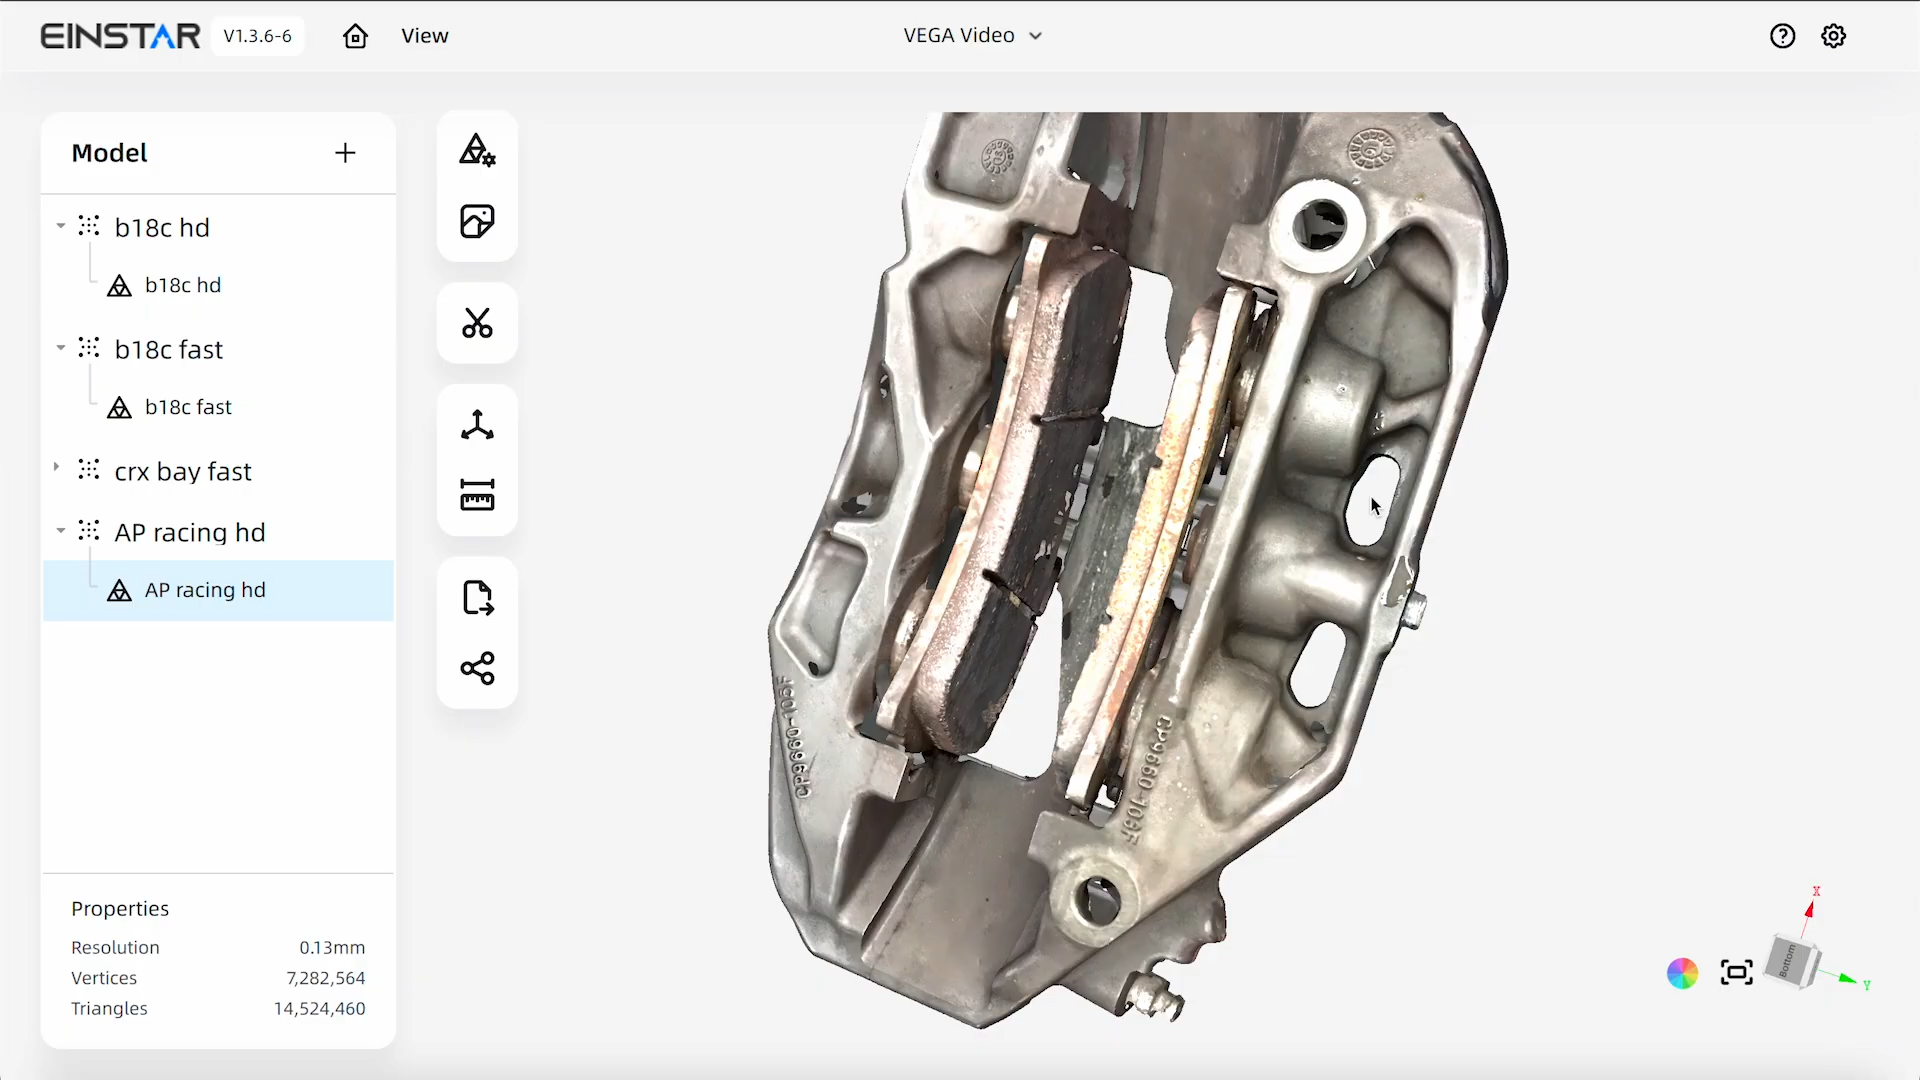 EINSTAR
V1.3.6-6
View
VEGA Video
Model
b18c hd
b18c hd
b18c fast
b18c fast
crx bay fast
AP racing hd
AP racing hd
Properties
Resolution 0.13mm
Vertices 7,282,564
Triangles 14,524,460
CP9660-103F
X
Bottom
Y